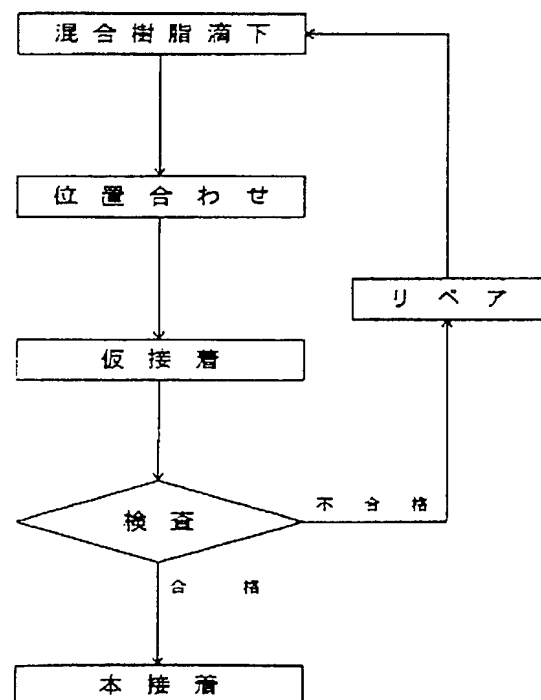 混合樹脂滴下
位置合わせ
リペア
仮接着
検査
不合格
合格
本接着